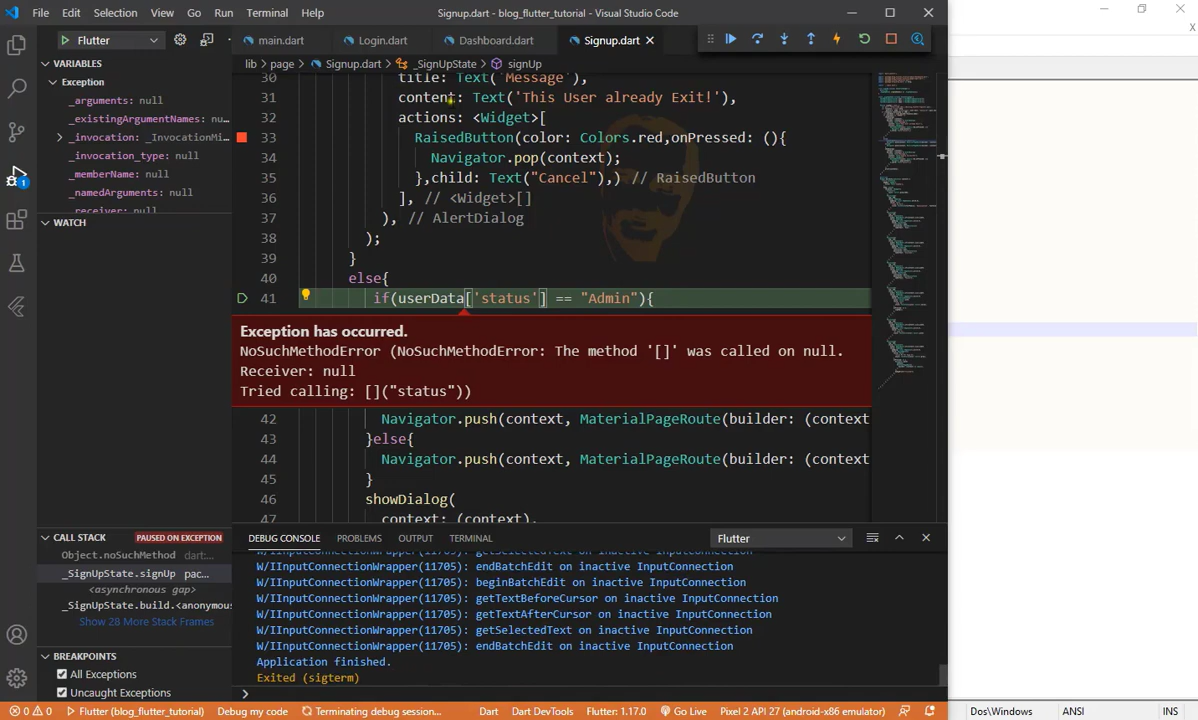 File Edit Selection View Go Run Terminal Help Signup.dart - blog_flutter_tutorial - Visual Studio Code
Flutter
main.dart Login.dart Dashboard.dart Signup.dart
lib > page > Signup.dart > _SignUpState > signUp
VARIABLES
Exception
_arguments: null
_existingArgumentNames: nu…
_invocation: _InvocationMi…
_invocation_type: null
_memberName: null
_namedArguments: null
_receiver: null
WATCH
30 title: Text('Message'),
31 content: Text('This User already Exit!'),
32 actions: <Widget>[
33 RaisedButton(color: Colors.red,onPressed: (){
34 Navigator.pop(context);
35 },child: Text("Cancel"),) // RaisedButton
36 ], // <Widget>[]
37 ), // AlertDialog
38 );
39 }
40 else{
41 if(userData['status'] == "Admin"){
Exception has occurred.
NoSuchMethodError (NoSuchMethodError: The method '[]' was called on null.
Receiver: null
Tried calling: []("status"))
42 Navigator.push(context, MaterialPageRoute(builder: (context
43 }else{
44 Navigator.push(context, MaterialPageRoute(builder: (context
45 }
46 showDialog(
47 context: (context),
CALL STACK PAUSED ON EXCEPTION
Object.noSuchMethod dart:…
_SignUpState.signUp pac…
<asynchronous gap>
_SignUpState.build.<anonymous
Show 28 More Stack Frames
BREAKPOINTS
All Exceptions
Uncaught Exceptions
1
DEBUG CONSOLE PROBLEMS OUTPUT TERMINAL Flutter
W/IInputConnectionWrapper(11705): getSelectedText on inactive InputConnection
W/IInputConnectionWrapper(11705): endBatchEdit on inactive InputConnection
W/IInputConnectionWrapper(11705): beginBatchEdit on inactive InputConnection
W/IInputConnectionWrapper(11705): getTextBeforeCursor on inactive InputConnection
W/IInputConnectionWrapper(11705): getTextAfterCursor on inactive InputConnection
W/IInputConnectionWrapper(11705): getSelectedText on inactive InputConnection
W/IInputConnectionWrapper(11705): endBatchEdit on inactive InputConnection
Application finished.
Exited (sigterm)
0 0 Flutter (blog_flutter_tutorial) Debug my code Terminating debug session... Dart Dart DevTools Flutter: 1.17.0 Go Live Pixel 2 API 27 (android-x86 emulator)
Dos\Windows ANSI INS